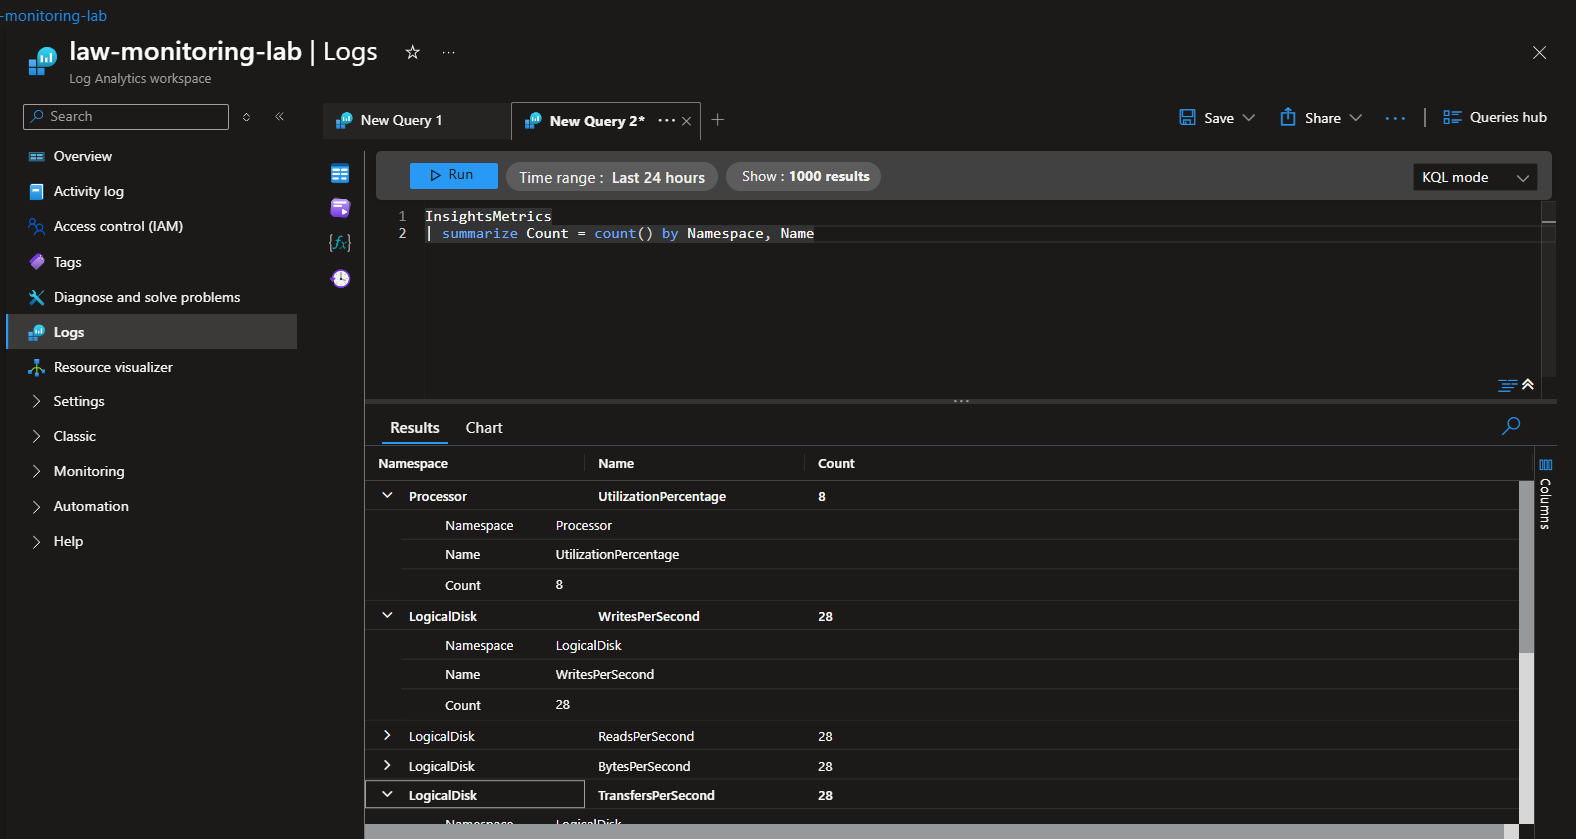 -monitoring-lab
law-monitoring-lab | Logs
Log Analytics workspace
Search
Overview
Activity log
Access control (IAM)
Tags
Diagnose and solve problems
Logs
Resource visualizer
Settings
Classic
Monitoring
Automation
Help
New Query 1
New Query 2*
Save
Share
Queries hub
Run
Time range : Last 24 hours
Show : 1000 results
KQL mode
1 InsightsMetrics
2 | summarize Count = count() by Namespace, Name
Results Chart
Namespace Name Count
Processor UtilizationPercentage 8
Namespace Processor
Name UtilizationPercentage
Count 8
LogicalDisk WritesPerSecond 28
Namespace LogicalDisk
Name WritesPerSecond
Count 28
LogicalDisk ReadsPerSecond 28
LogicalDisk BytesPerSecond 28
LogicalDisk TransfersPerSecond 28
Namespace LogicalDisk
Columns